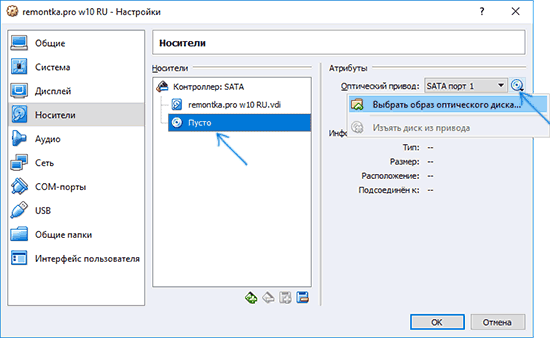 remontka.pro w10 RU - Настройки
Общие
Система
Дисплей
Носители
Аудио
Сеть
COM-порты
USB
Общие папки
Интерфейс пользователя
Носители
Носители
Контроллер: SATA
remontka.pro w10 RU.vdi
Пусто
Атрибуты
Оптический привод: SATA порт 1
Выбрать образ оптического диска...
Изъять диск из привода
Инфо
Тип: --
Размер: --
Расположение: --
Подсоединён к: --
OK
Отмена